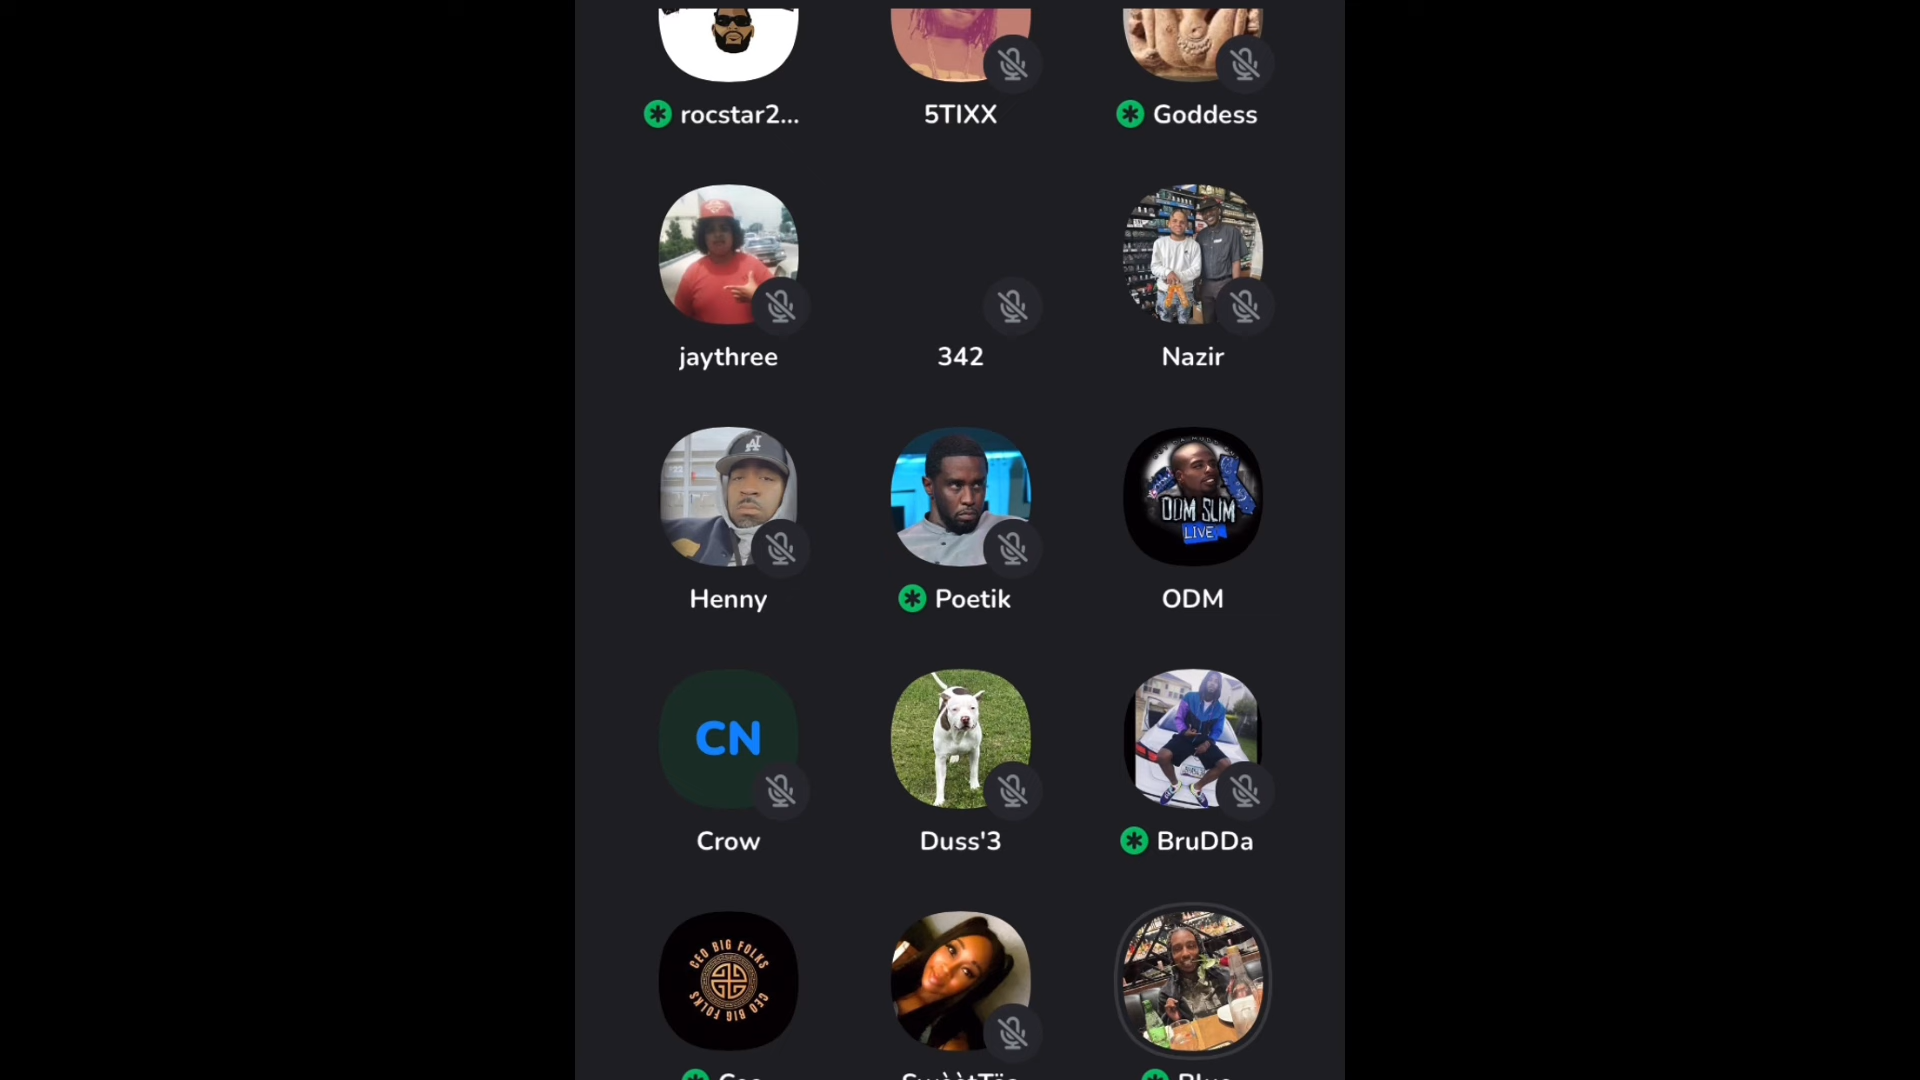 rocstar2... 5TIXX Goddess
jaythree 342 Nazir
ODM SLIM
LIVE
Henny Poetik ODM
CN
Crow Duss'3 BruDDa
CEO BIG FOLKS
CEO BIG FOLKS